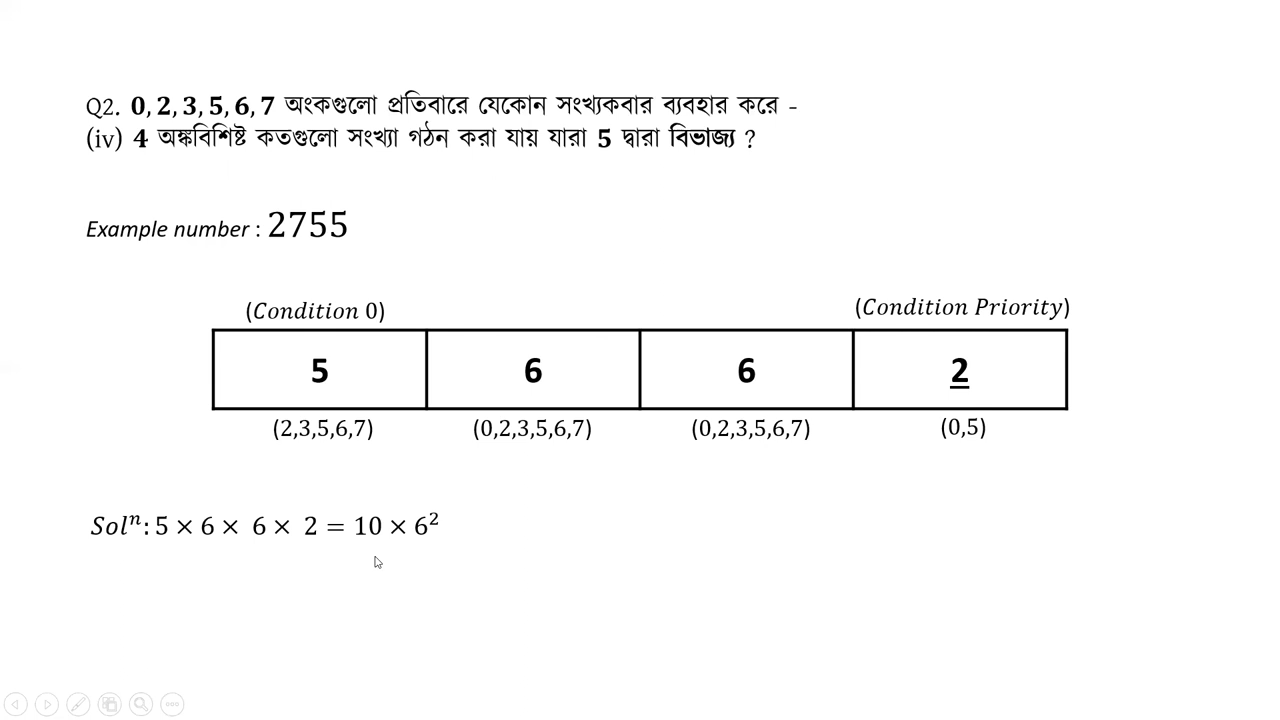 Q2. 0, 2, 3, 5, 6, 7 অংকগুলো প্রতিবারে যেকোন সংখ্যকবার ব্যবহার করে -
(iv) 4 অঙ্কবিশিষ্ট কতগুলো সংখ্যা গঠন করা যায় যারা 5 দ্বারা বিভাজ্য ?
Example number : 2755
(Condition 0) (Condition Priority)
5 6 6 2
(2,3,5,6,7) (0,2,3,5,6,7) (0,2,3,5,6,7) (0,5)
Solⁿ: 5 × 6 × 6 × 2 = 10 × 6²